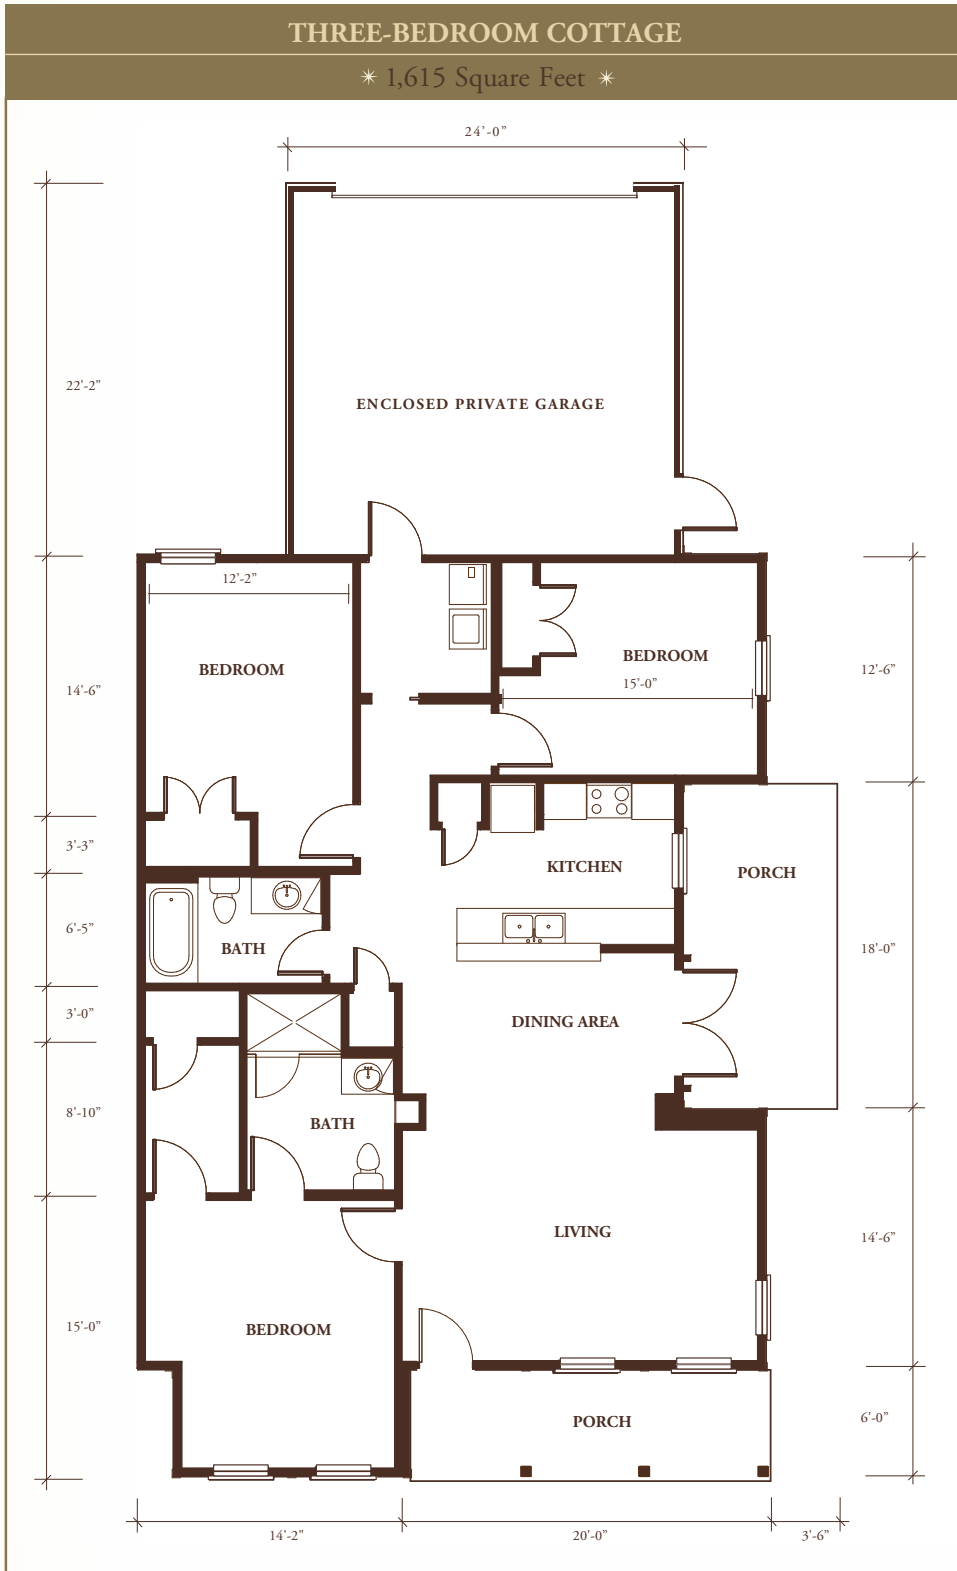 THREE-BEDROOM COTTAGE
✴ 1,615 Square Feet ✴
24’-0”
22'-2”
ENCLOSED PRIVATE GARAGE
12’-2”
BEDROOM
14'-6”
BEDROOM
15’-0”
12'-6”
3'-3”
KITCHEN
PORCH
6'-5”
BATH
18'-0”
3'-0”
DINING AREA
8'-10”
BATH
LIVING
14'-6”
15'-0”
BEDROOM
PORCH
6'-0”
14'-2”
20'-0”
3'-6”